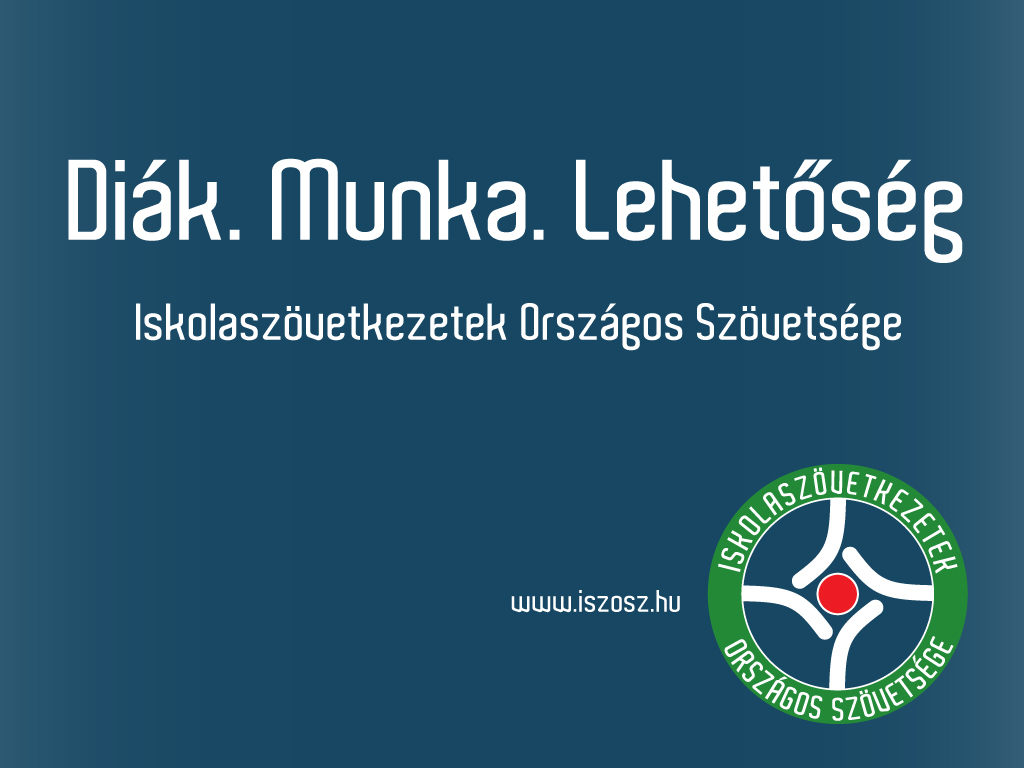 Diák. Munka. Lehetőség
Iskolaszövetkezetek Országos Szövetsége
www.iszosz.hu
ISKOLASZÖVETKEZETEK
ORSZÁGOS SZÖVETSÉGE